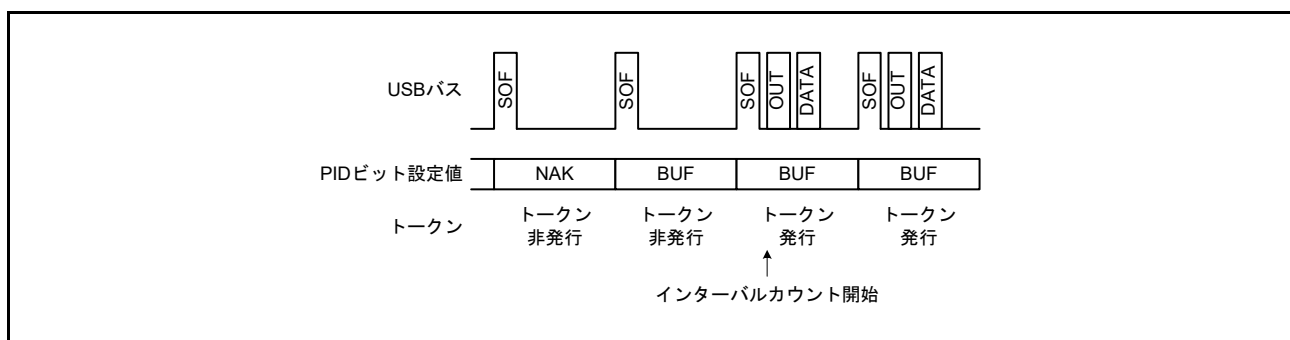 USBバス
SOF
SOF
SOF
OUT
DATA
SOF
OUT
DATA
PIDビット設定値
NAK
BUF
BUF
BUF
トークン
トークン
非発行
トークン
非発行
トークン
発行
トークン
発行
インターバルカウント開始